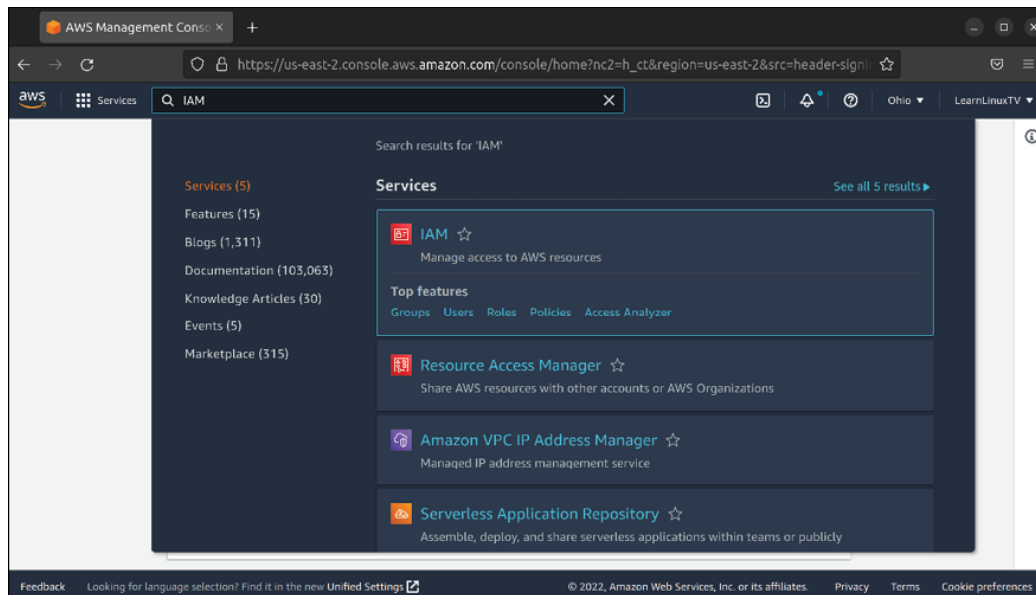 AWS Management Conso
https://us-east-2.console.aws.amazon.com/console/home?nc2=h_ct&region=us-east-2&src=header-signi
aws Services IAM Ohio LearnLinuxTV
Search results for 'IAM'
Services (5)
Features (15)
Blogs (1,311)
Documentation (103,063)
Knowledge Articles (30)
Events (5)
Marketplace (315)
Services See all 5 results
IAM
Manage access to AWS resources
Top features
Groups Users Roles Policies Access Analyzer
Resource Access Manager
Share AWS resources with other accounts or AWS Organizations
Amazon VPC IP Address Manager
Managed IP address management service
Serverless Application Repository
Assemble, deploy, and share serverless applications within teams or publicly
Feedback Looking for language selection? Find it in the new Unified Settings © 2022, Amazon Web Services, Inc. or its affiliates. Privacy Terms Cookie preferences